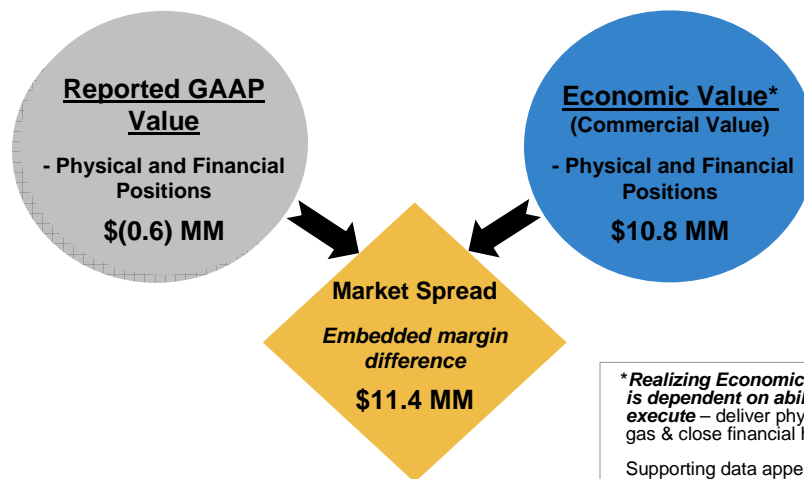 Reported GAAP
Value
- Physical and Financial
Positions
$(0.6) MM
Economic Value*
(Commercial Value)
- Physical and Financial
Positions
$10.8 MM
Market Spread
Embedded margin
difference
$11.4 MM
*Realizing Economic
is dependent on
execute – deliver
gas & close financial
Supporting data